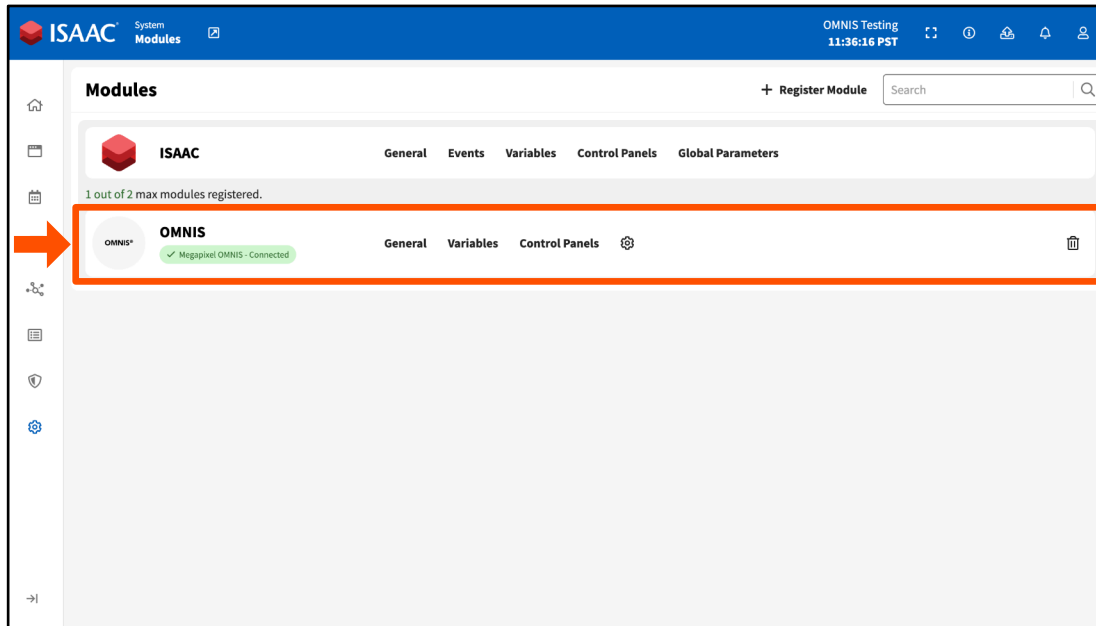 ISAAC
System
Modules
OMNIS Testing
11:36:16 PST
Modules
+ Register Module
Search
ISAAC
General Events Variables Control Panels Global Parameters
1 out of 2 max modules registered.
OMNIS®
OMNIS
✓ Megapixel OMNIS - Connected
General Variables Control Panels